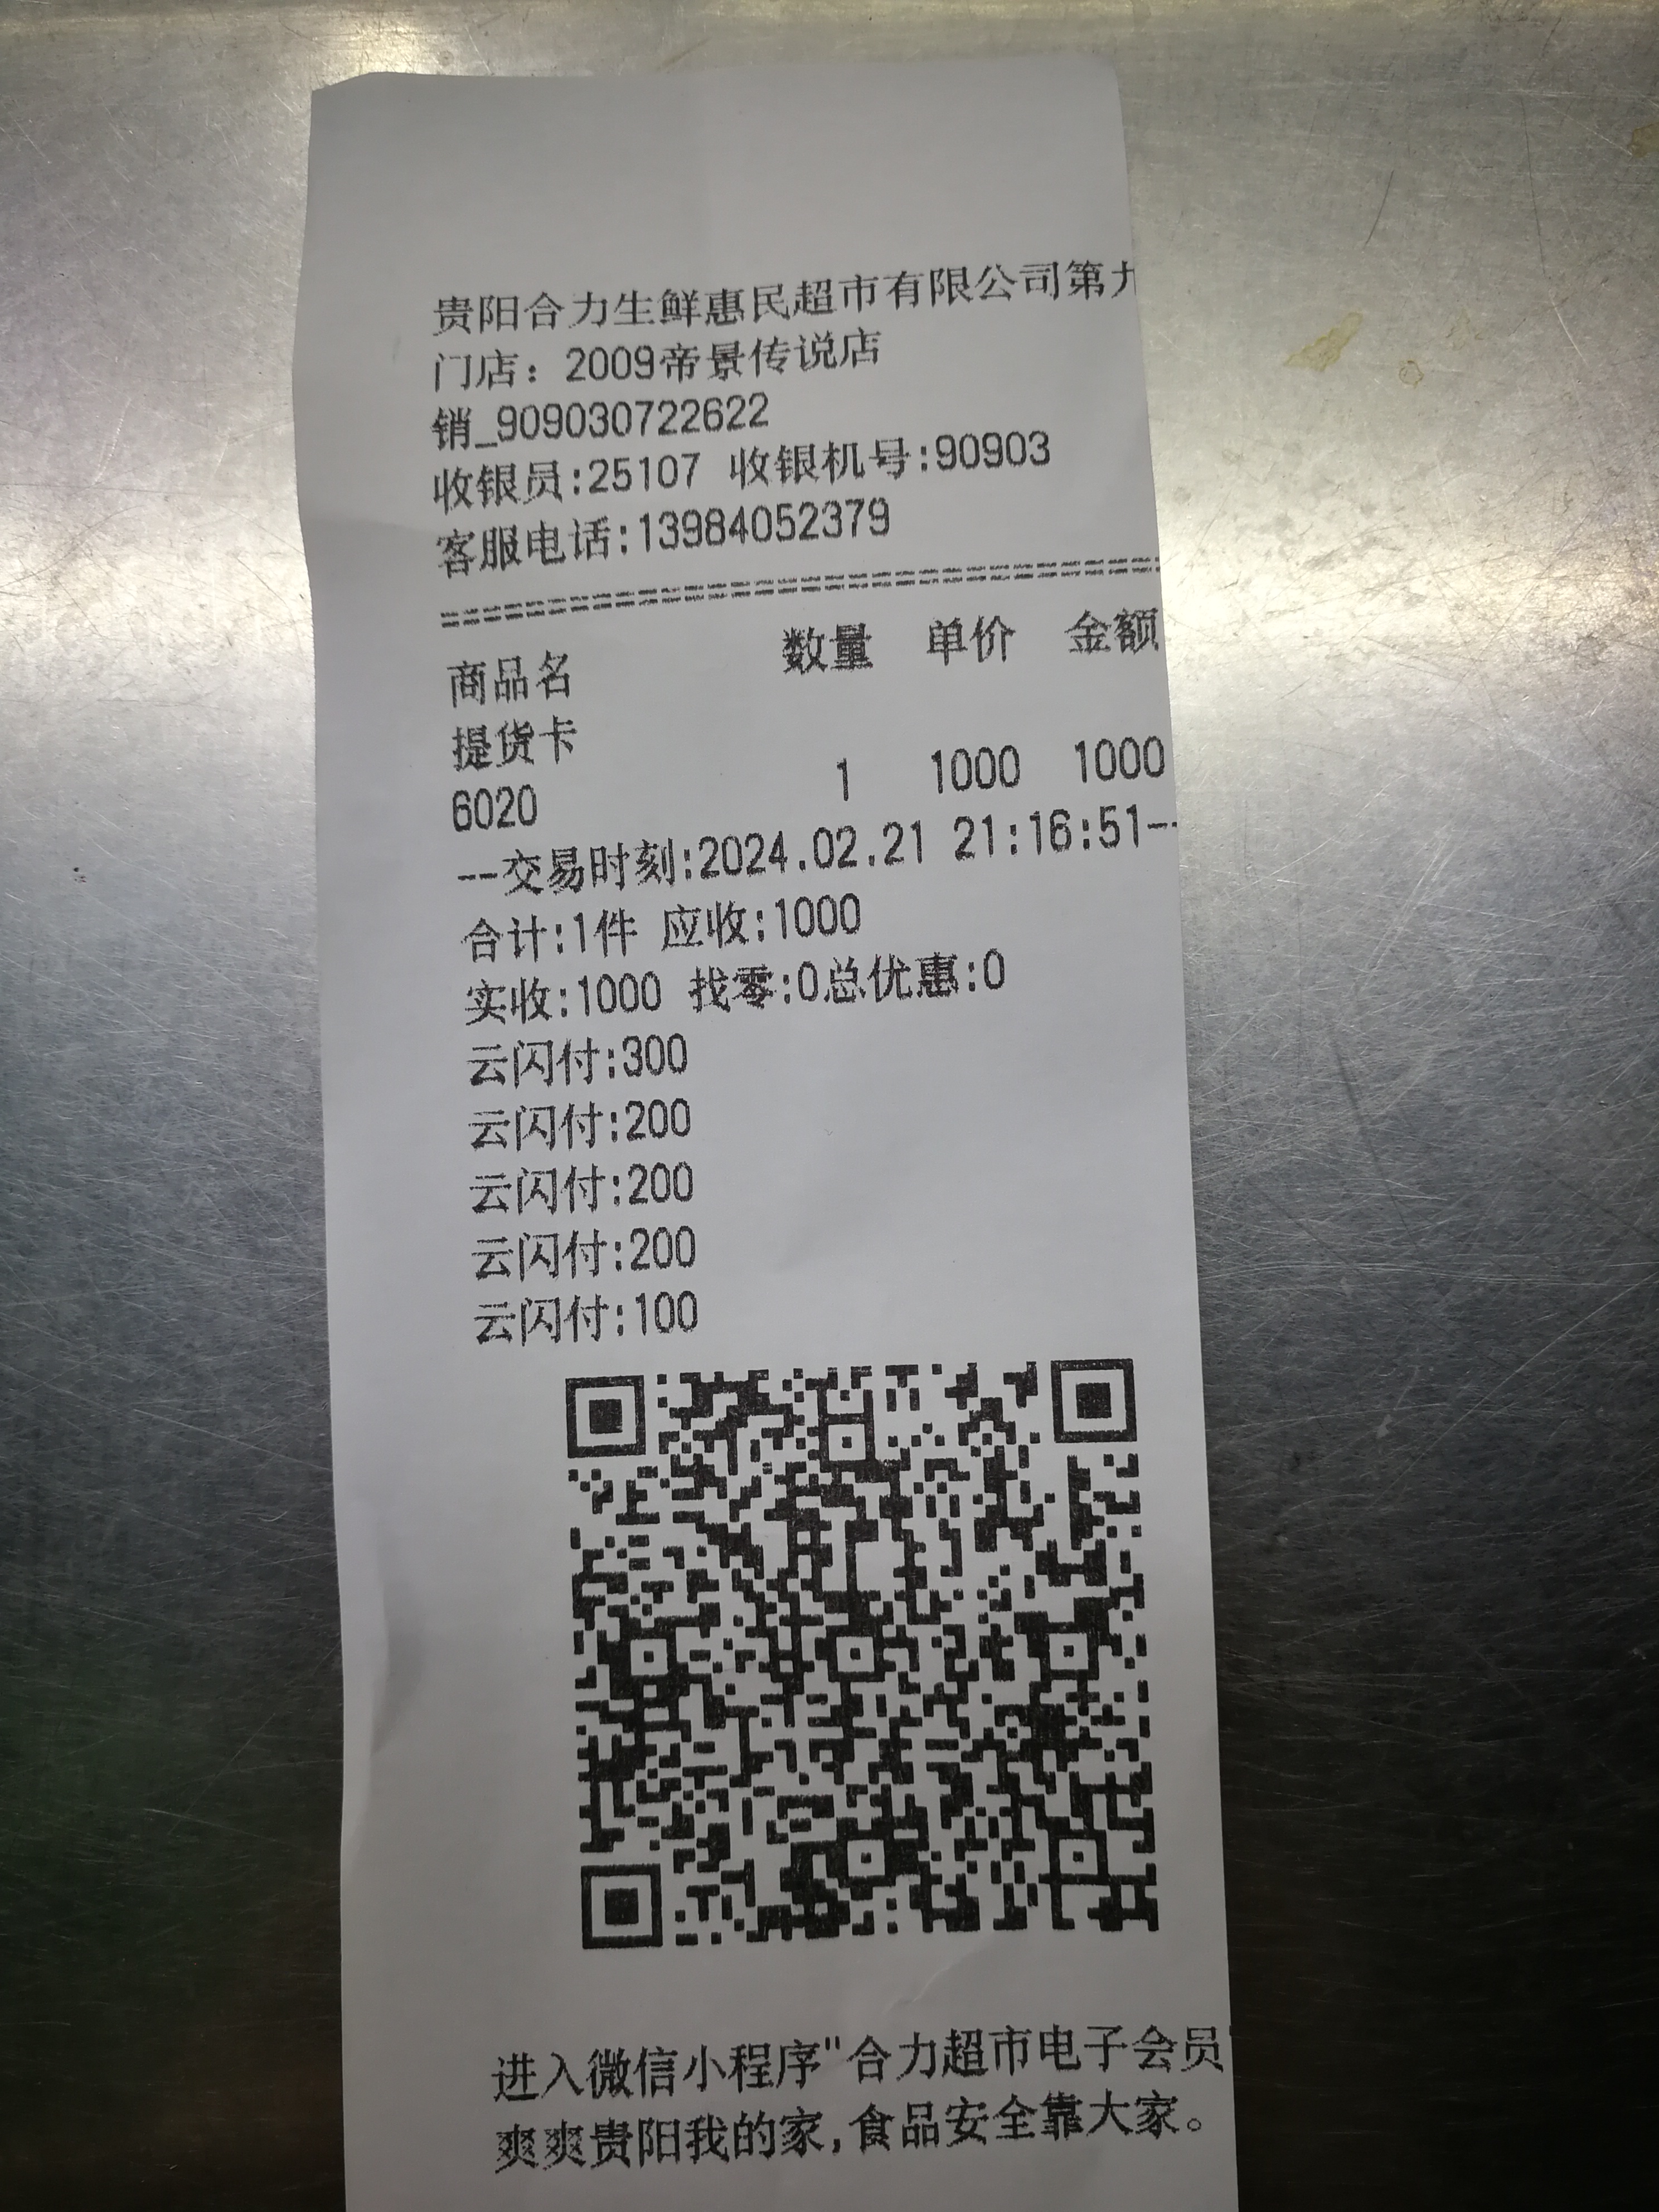 贵阳合力生鲜惠民超市有限公司第九
门店：2009帝景传说店
销_909030722622
收银员:25107 收银机号:90903
客服电话:13984052379
================================
商品名 数量 单价 金额
提货卡
6020 1 1000 1000
--交易时刻:2024.02.21 21:16:51--
合计:1件 应收:1000
实收:1000 找零:0总优惠:0
云闪付:300
云闪付:200
云闪付:200
云闪付:200
云闪付:100
进入微信小程序"合力超市电子会员"
爽爽贵阳我的家,食品安全靠大家。